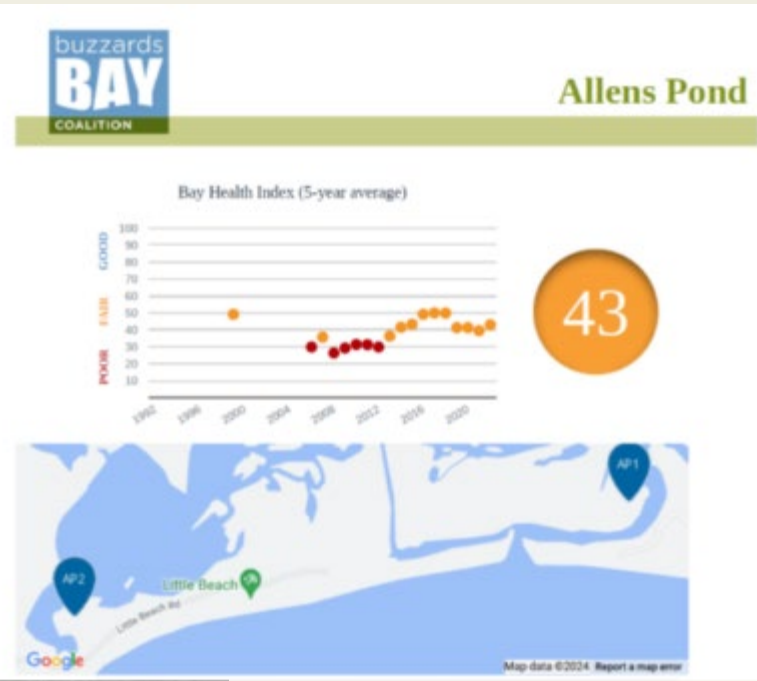 buzzards
BAY
COALITION
Allens Pond
Bay Health Index (5-year average)
GOOD
FAIR
POOR
100
90
80
70
60
50
40
30
20
10
1992
1996
2000
2004
2008
2012
2016
2020
43
AP1
AP2
Little Beach
Little Beach Rd
Google
Map data ©2024 Report a map error